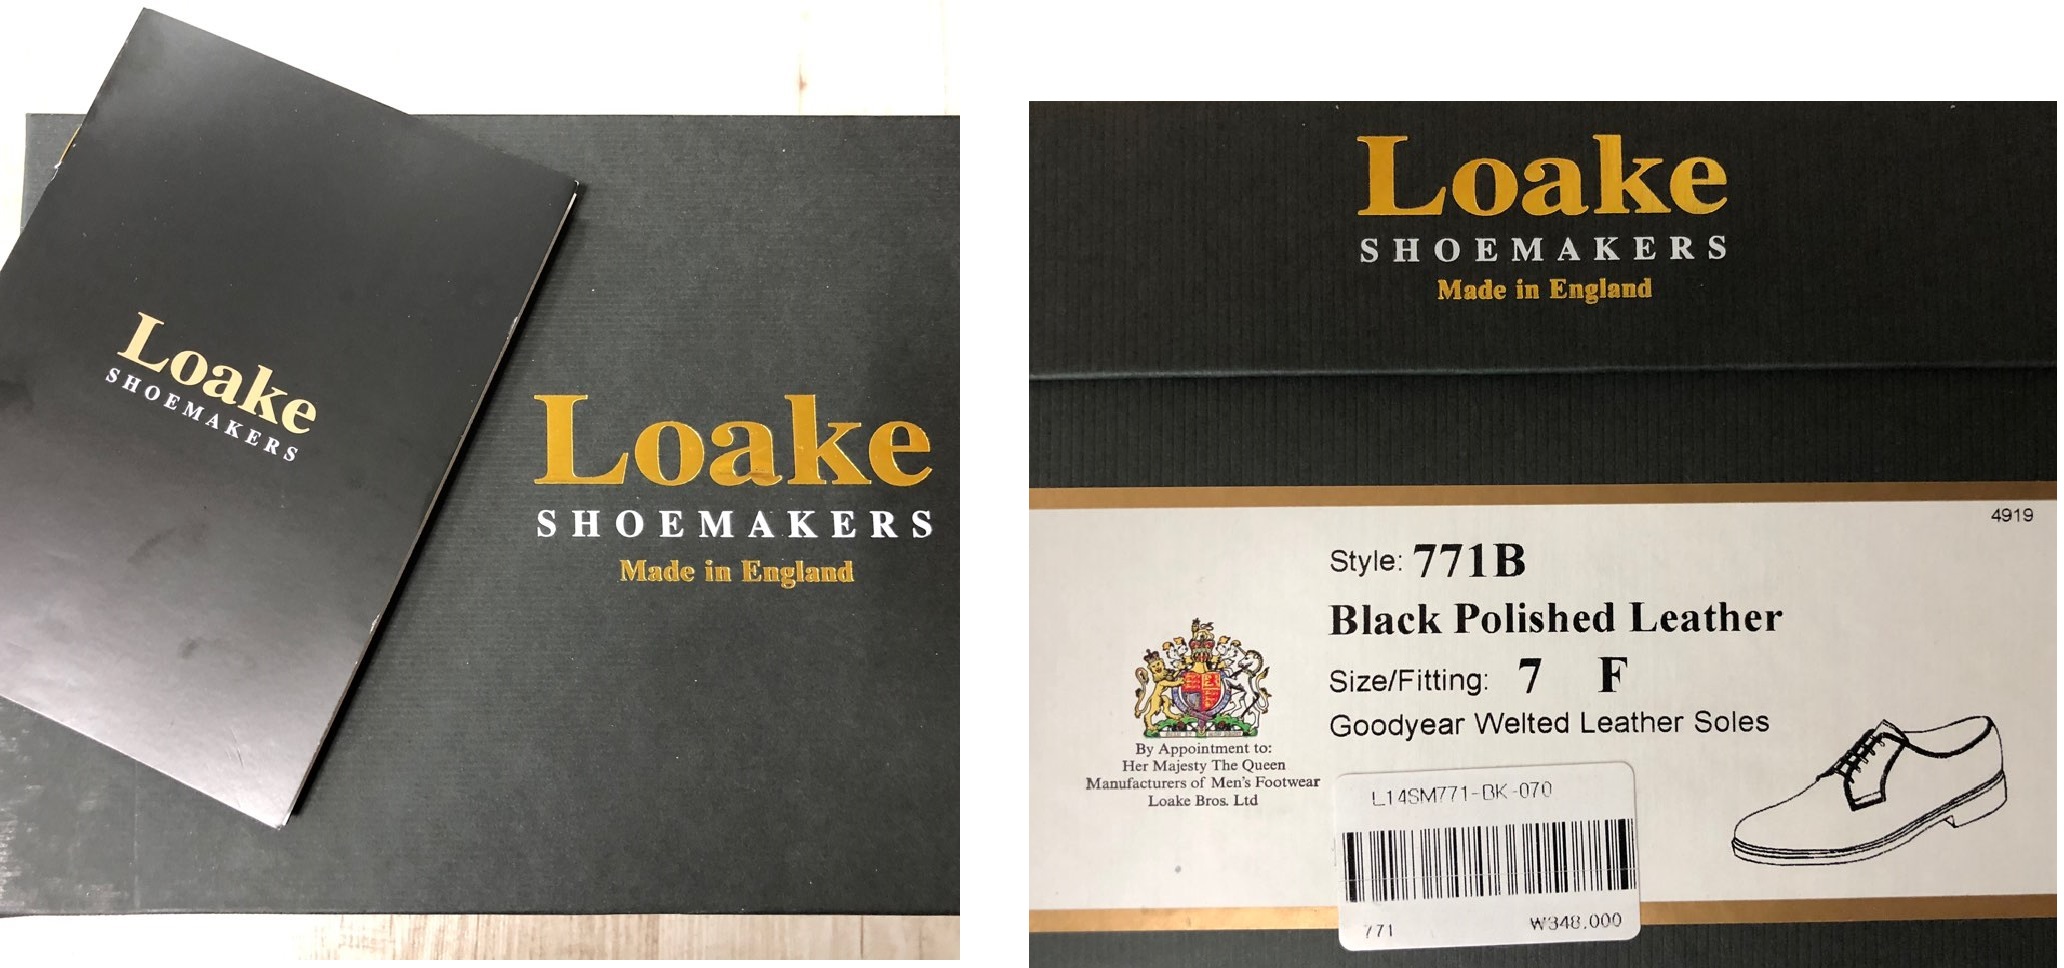 Loake
SHOEMAKERS
Loake
SHOEMAKERS
Made in England
Loake
SHOEMAKERS
Made in England
4919
Style: 771B
Black Polished Leather
Size/Fitting: 7 F
Goodyear Welted Leather Soles
By Appointment to:
Her Majesty The Queen
Manufacturers of Men's Footwear
Loake Bros. Ltd
L14SM771-BK-070
771
₩348,000